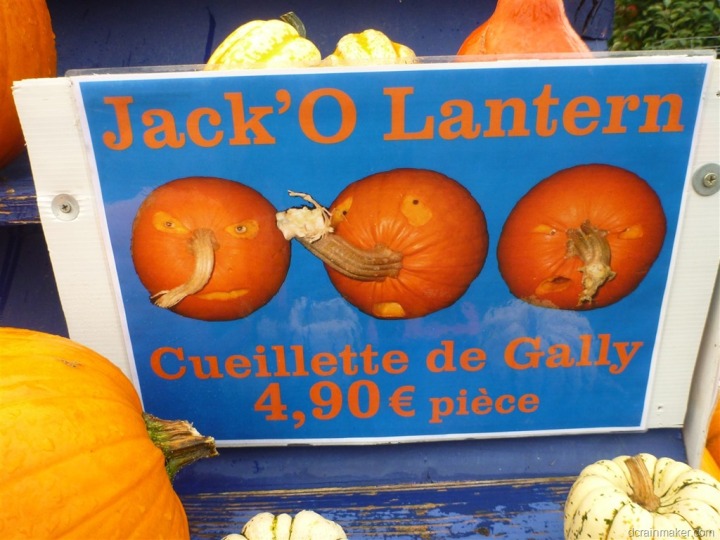 Jack'O Lantern
Cueillette de Gally
4,90€ pièce
dcrainmaker.com